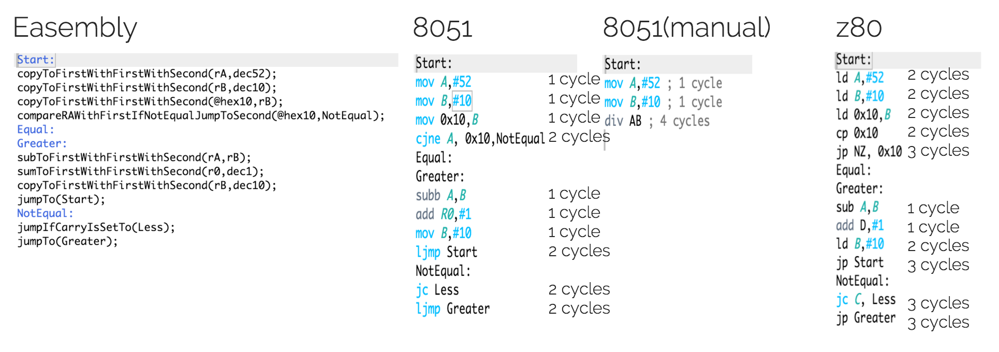 Easembly
Start:
copyToFirstWithFirstWithSecond(rA,dec52);
copyToFirstWithFirstWithSecond(rB,dec10);
copyToFirstWithFirstWithSecond(@hex10,rB);
compareRAWithFirstIfNotEqualJumpToSecond(@hex10,NotEqual);
Equal:
Greater:
subToFirstWithFirstWithSecond(rA,rB);
sumToFirstWithFirstWithSecond(r0,dec1);
copyToFirstWithFirstWithSecond(rB,dec10);
jumpTo(Start);
NotEqual:
jumpIfCarryIsSetTo(Less);
jumpTo(Greater);
8051
Start:
mov A,#52 1 cycle
mov B,#10 1 cycle
mov 0x10,B 1 cycle
cjne A, 0x10,NotEqual 2 cycles
Equal:
Greater:
subb A,B 1 cycle
add R0,#1 1 cycle
mov B,#10 1 cycle
ljmp Start 2 cycles
NotEqual:
jc Less 2 cycles
ljmp Greater 2 cycles
8051(manual)
Start:
mov A,#52 ; 1 cycle
mov B,#10 ; 1 cycle
div AB ; 4 cycles
z80
Start:
ld A,#52 2 cycles
ld B,#10 2 cycles
ld 0x10,B 2 cycles
cp 0x10 2 cycles
jp NZ, 0x10 3 cycles
Equal:
Greater:
sub A,B 1 cycle
add D,#1 1 cycle
ld B,#10 2 cycles
jp Start 3 cycles
NotEqual:
jc C, Less 3 cycles
jp Greater 3 cycles